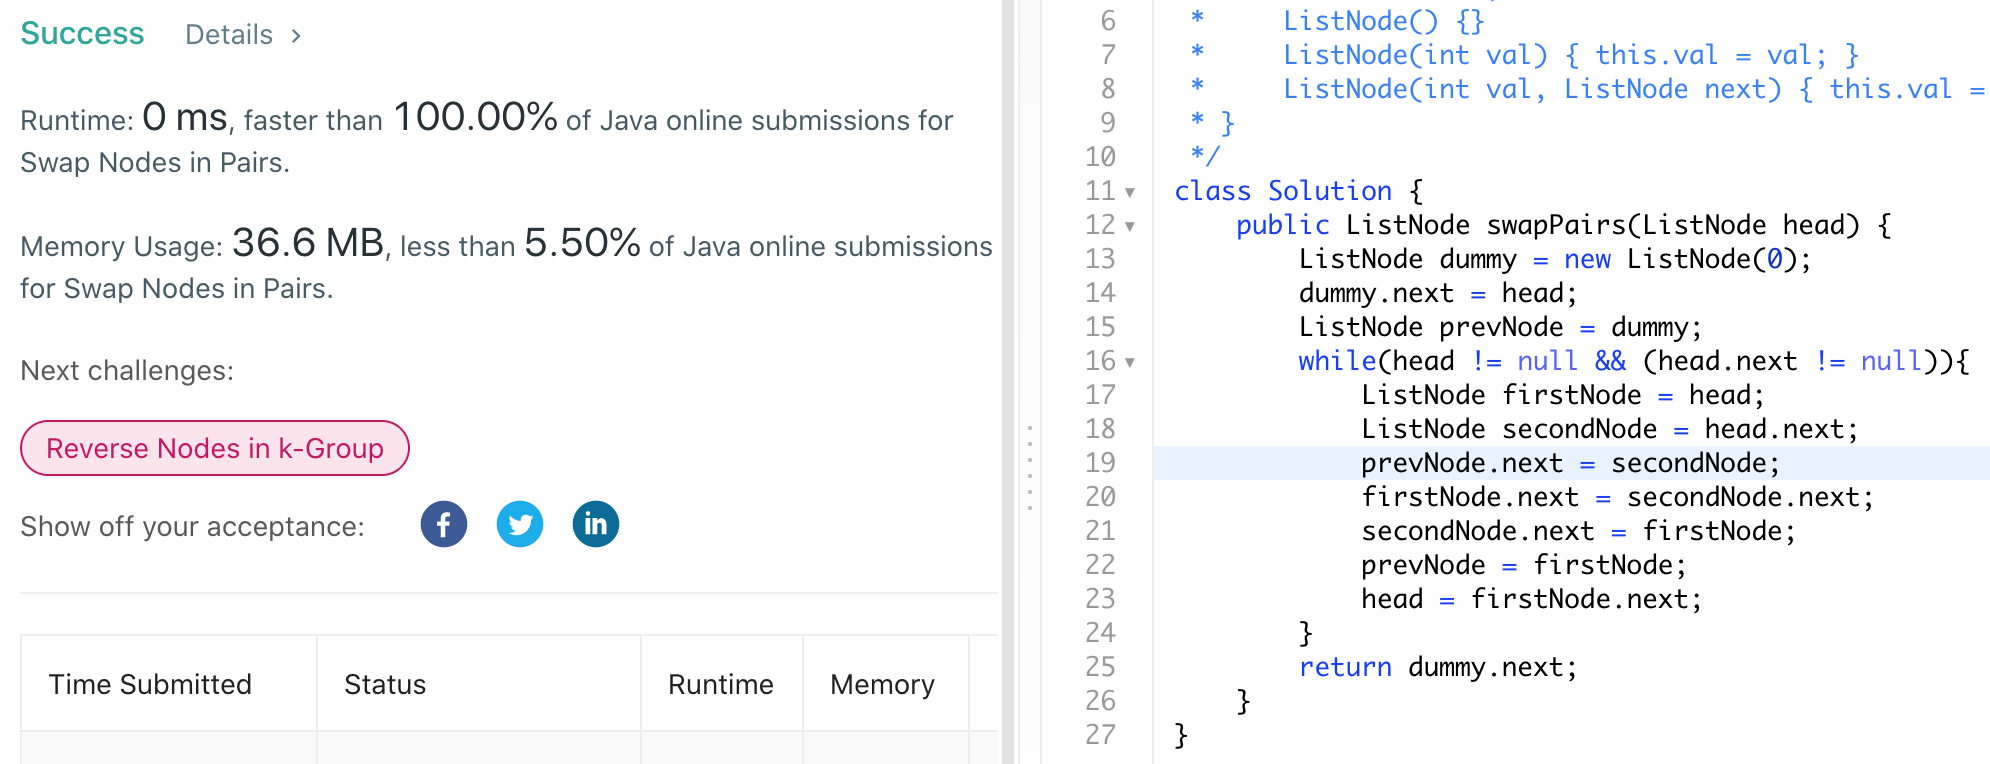 Success Details >
Runtime: 0 ms, faster than 100.00% of Java online submissions for
Swap Nodes in Pairs.
Memory Usage: 36.6 MB, less than 5.50% of Java online submissions
for Swap Nodes in Pairs.
Next challenges:
Reverse Nodes in k-Group
Show off your acceptance:
Time Submitted Status Runtime Memory
6 * ListNode() {}
7 * ListNode(int val) { this.val = val; }
8 * ListNode(int val, ListNode next) { this.val =
9 * }
10 */
11 class Solution {
12 public ListNode swapPairs(ListNode head) {
13 ListNode dummy = new ListNode(0);
14 dummy.next = head;
15 ListNode prevNode = dummy;
16 while(head != null && (head.next != null)){
17 ListNode firstNode = head;
18 ListNode secondNode = head.next;
19 prevNode.next = secondNode;
20 firstNode.next = secondNode.next;
21 secondNode.next = firstNode;
22 prevNode = firstNode;
23 head = firstNode.next;
24 }
25 return dummy.next;
26 }
27 }